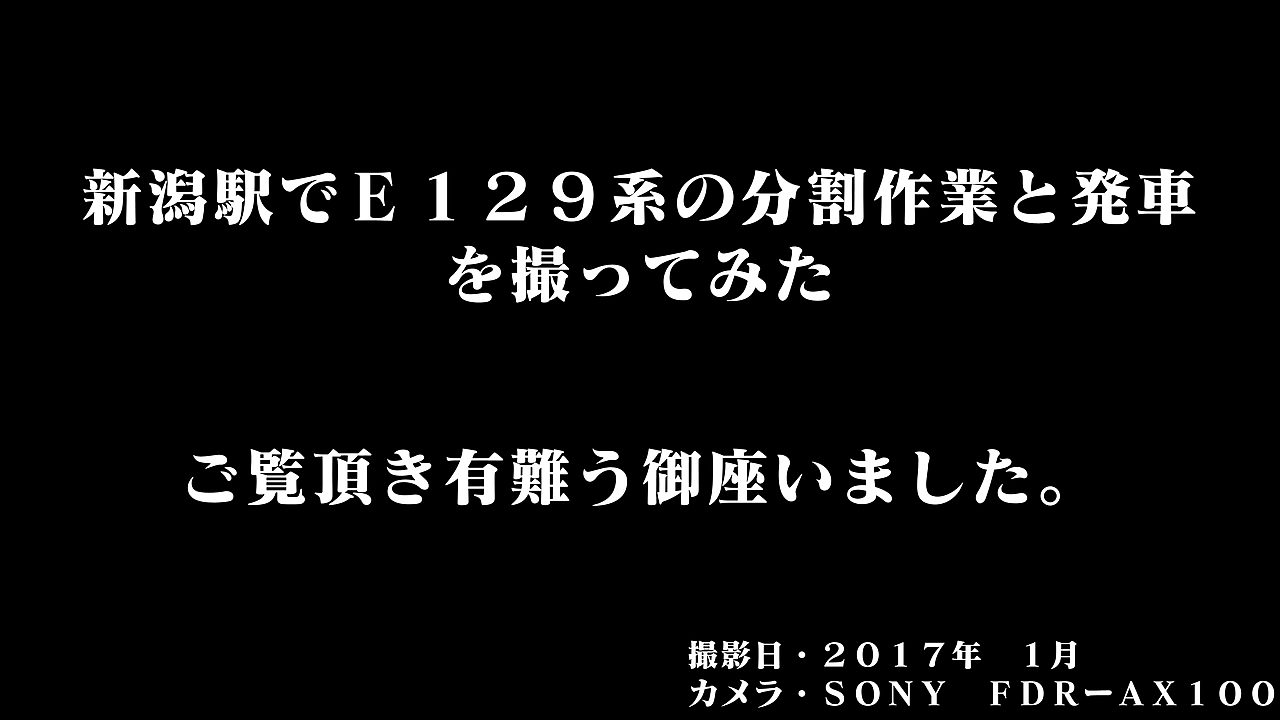 新潟駅でＥ１２９系の分割作業と発車
を撮ってみた
ご覧頂き有難う御座いました。
撮影日・２０１７年　１月
カメラ・ＳＯＮＹ　ＦＤＲーＡＸ１００